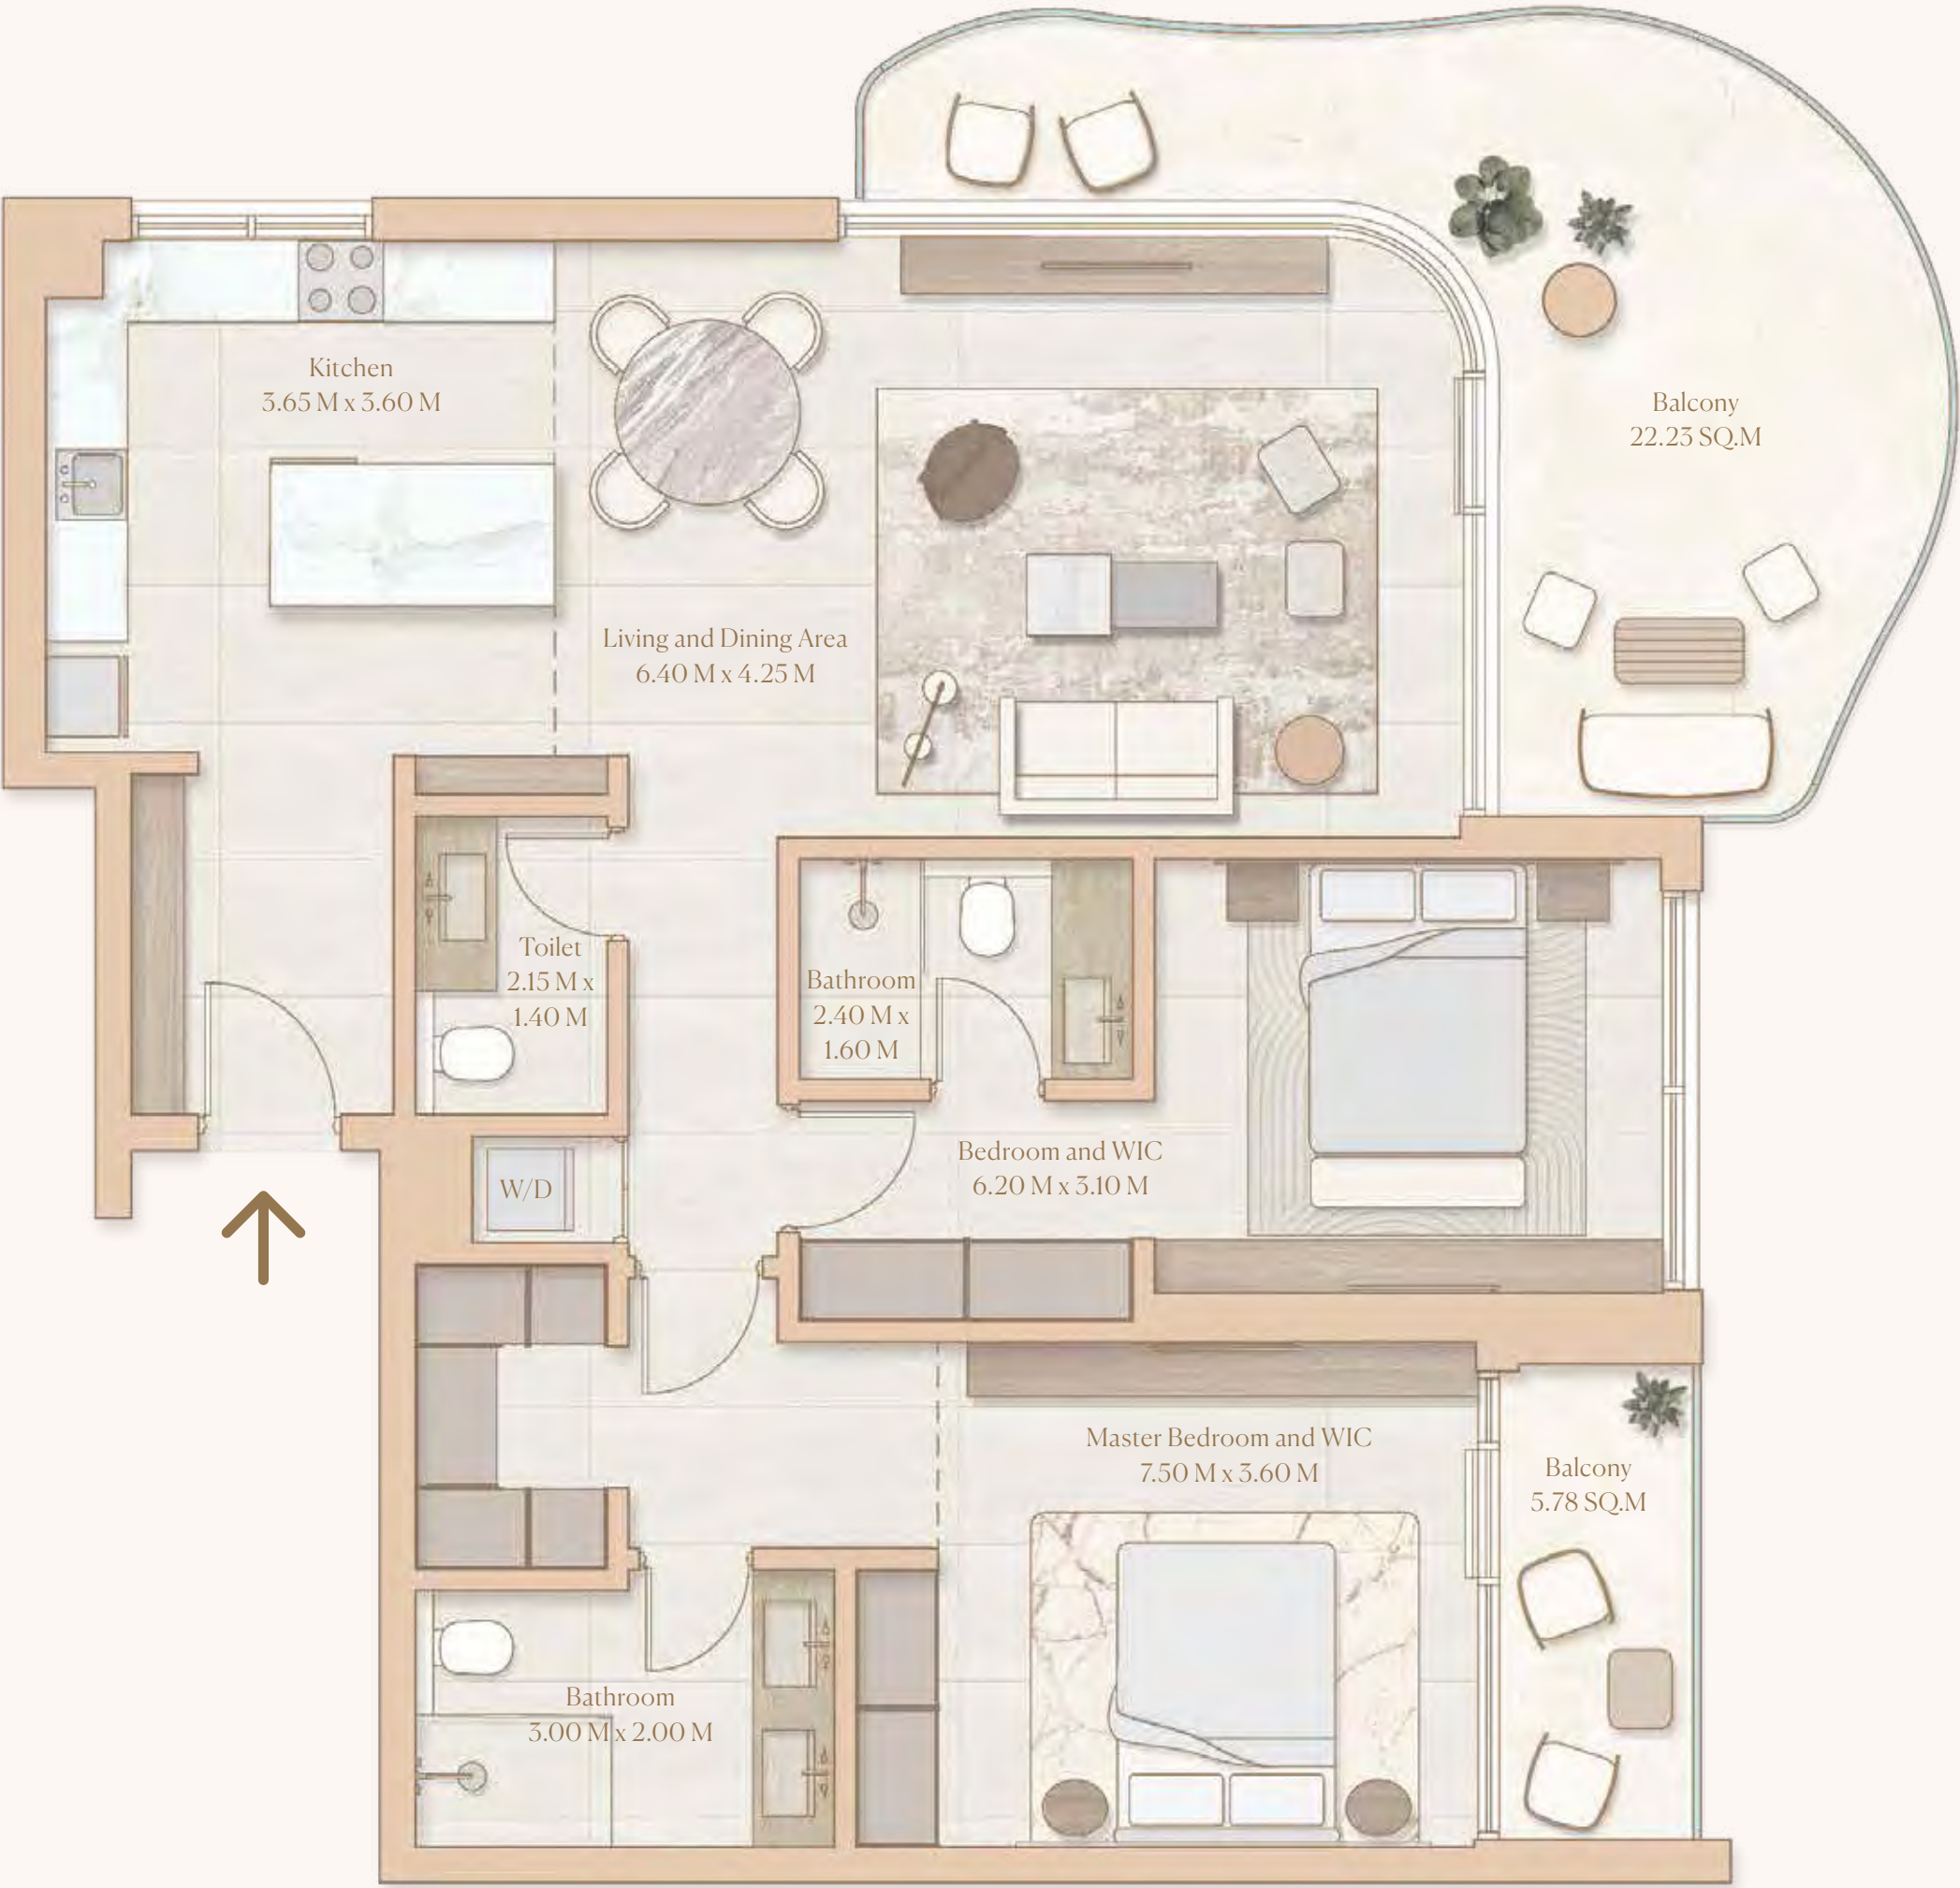 Kitchen
3.65 M x 3.60 M
Balcony
22.23 SQ.M
Living and Dining Area
6.40 M x 4.25 M
Toilet
2.15 M x
1.40 M
Bathroom
2.40 M x
1.60 M
Bedroom and WIC
6.20 M x 3.10 M
W/D
Master Bedroom and WIC
7.50 M x 3.60 M
Balcony
5.78 SQ.M
Bathroom
3.00 M x 2.00 M